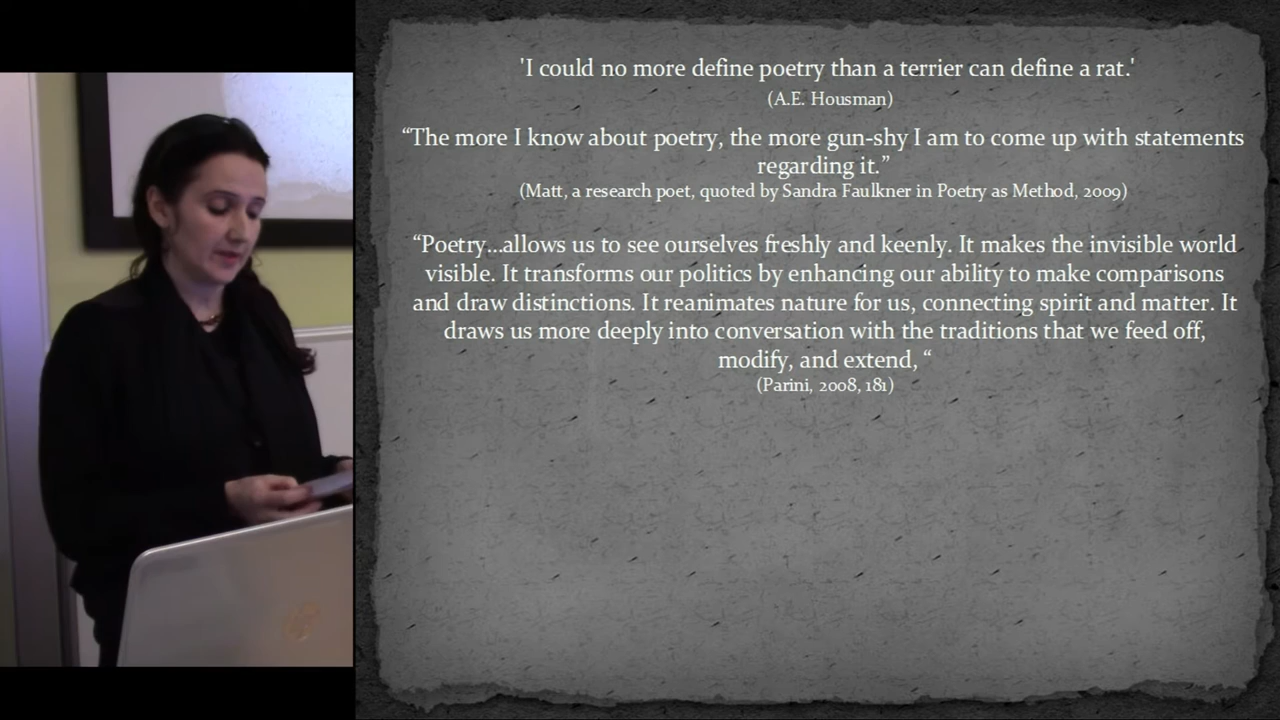 'I could no more define poetry than a terrier can define a rat.'
(A.E. Housman)
“The more I know about poetry, the more gun-shy I am to come up with statements
regarding it.”
(Matt, a research poet, quoted by Sandra Faulkner in Poetry as Method, 2009)
“Poetry...allows us to see ourselves freshly and keenly. It makes the invisible world
visible. It transforms our politics by enhancing our ability to make comparisons
and draw distinctions. It reanimates nature for us, connecting spirit and matter. It
draws us more deeply into conversation with the traditions that we feed off,
modify, and extend, “
(Parini, 2008, 181)